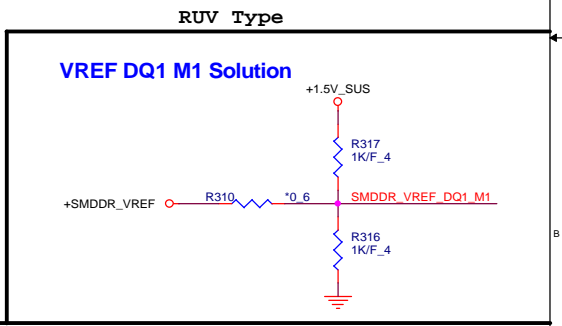 RUV Type
VREF DQ1 M1 Solution
+1.5V_SUS
R317
1K/F_4
+SMDDR_VREF
R310
*0_6
SMDDR_VREF_DQ1_M1
R316
1K/F_4
B